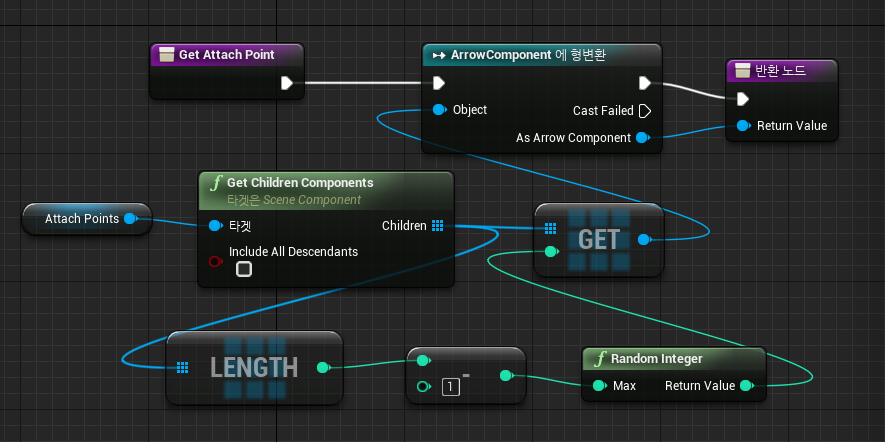 Get Attach Point
ArrowComponent 에 형변환
Object
Cast Failed
As Arrow Component
반환 노드
Return Value
Attach Points
f Get Children Components
타겟은 Scene Component
타겟
Children
Include All Descendants
GET
LENGTH
-
1
f Random Integer
Max
Return Value